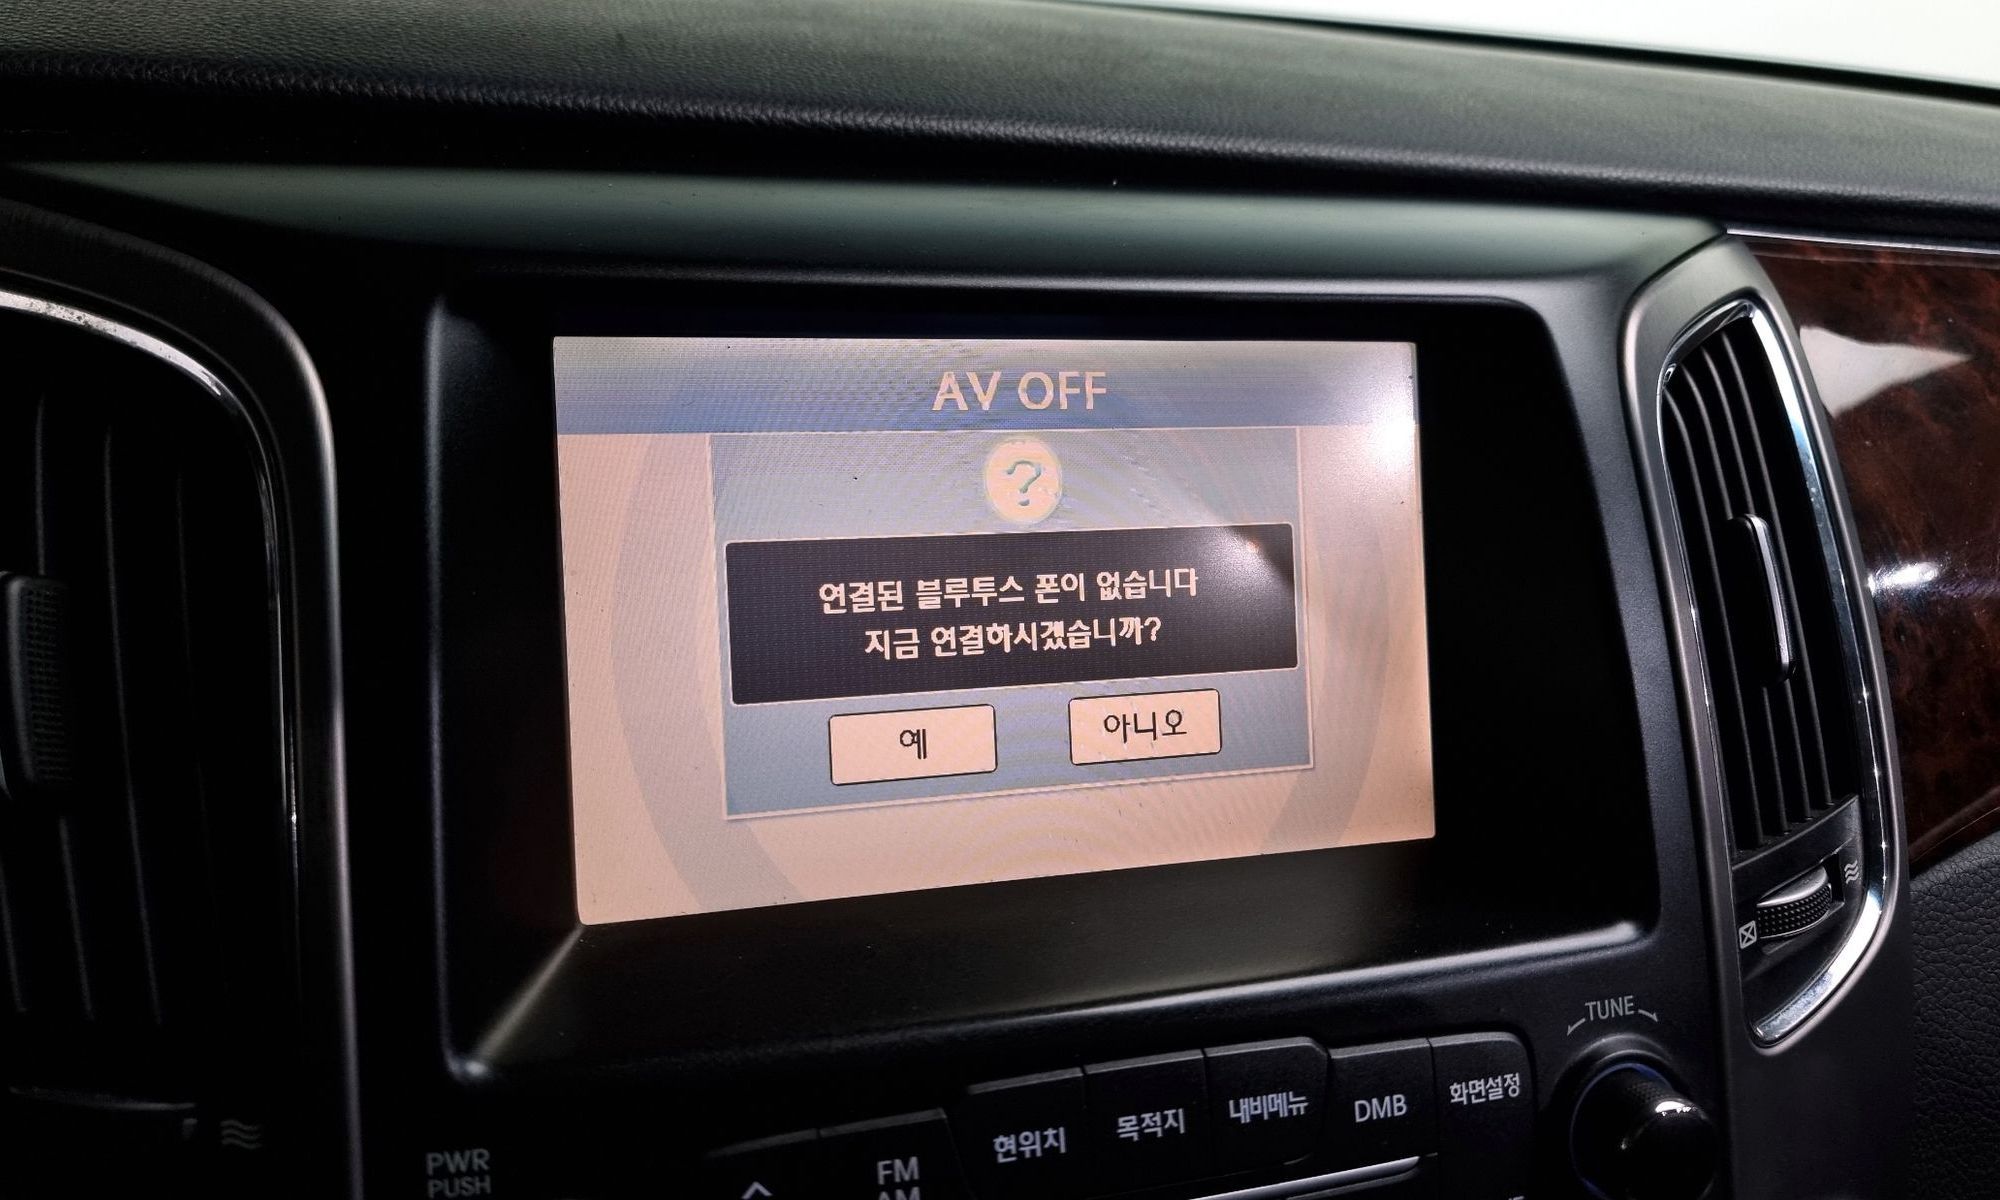 AV OFF
?
연결된 블루투스 폰이 없습니다
지금 연결하시겠습니까?
예
아니오
TUNE
현위치
목적지
내비메뉴
DMB
화면설정
PWR
PUSH
FM
AM